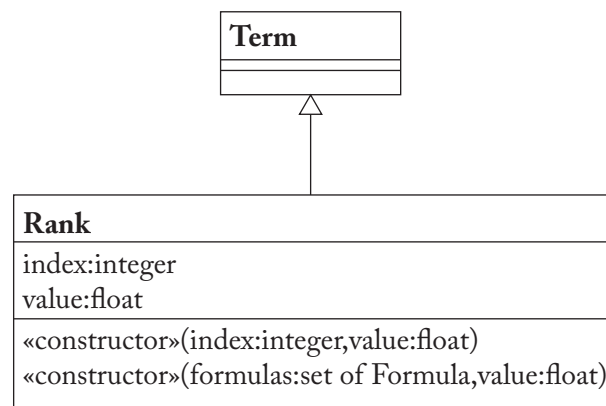 Term
Rank
index:integer
value:float
«constructor»(index:integer,value:float)
«constructor»(formulas:set of Formula,value:float)